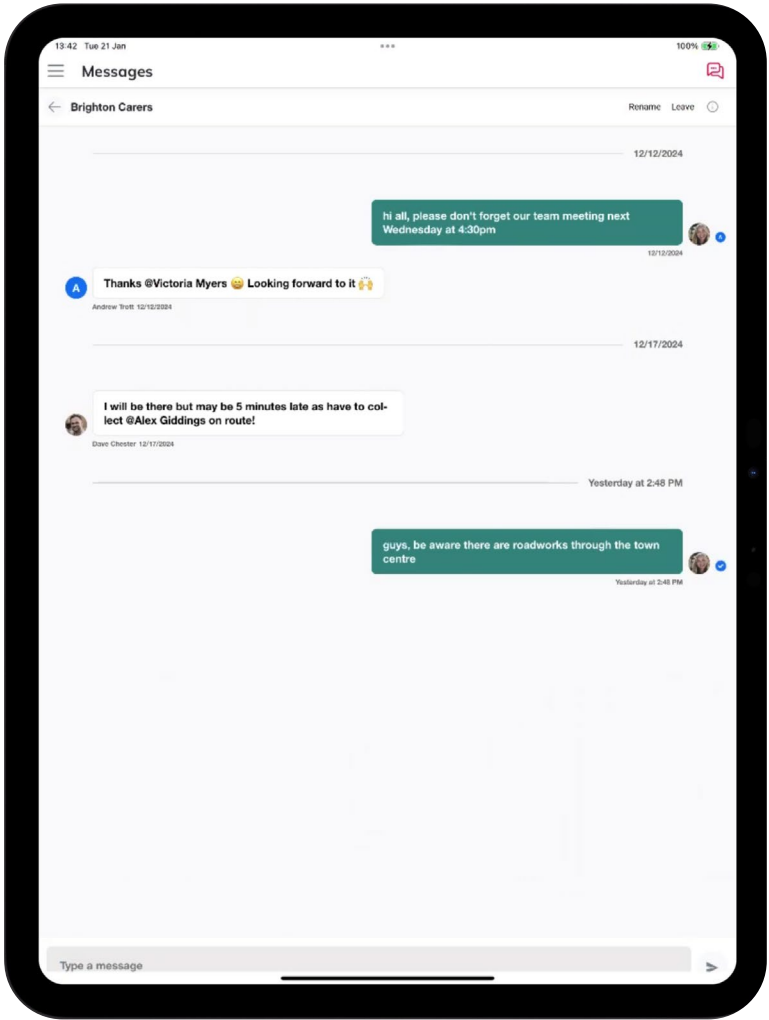 13:42 Tue 21 Jan
100%
Messages
Brighton Carers
Rename Leave
12/12/2024
hi all, please don't forget our team meeting next
Wednesday at 4:30pm
12/12/2024
A
Thanks @Victoria Myers 😀 Looking forward to it 🙌
Andrew Trott 12/12/2024
12/17/2024
I will be there but may be 5 minutes late as have to col-
lect @Alex Giddings on route!
Dave Chester 12/17/2024
Yesterday at 2:48 PM
guys, be aware there are roadworks through the town
centre
Yesterday at 2:48 PM
Type a message